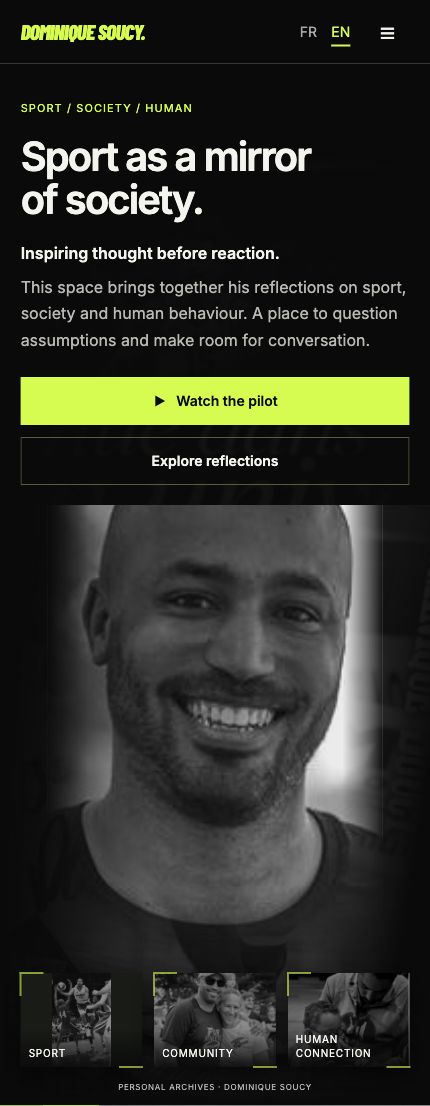 DOMINIQUE SOUCY.
FR EN
SPORT / SOCIETY / HUMAN
Sport as a mirror
of society.
Inspiring thought before reaction.
This space brings together his reflections on sport,
society and human behaviour. A place to question
assumptions and make room for conversation.
Watch the pilot
Explore reflections
SPORT
COMMUNITY
HUMAN
CONNECTION
PERSONAL ARCHIVES · DOMINIQUE SOUCY